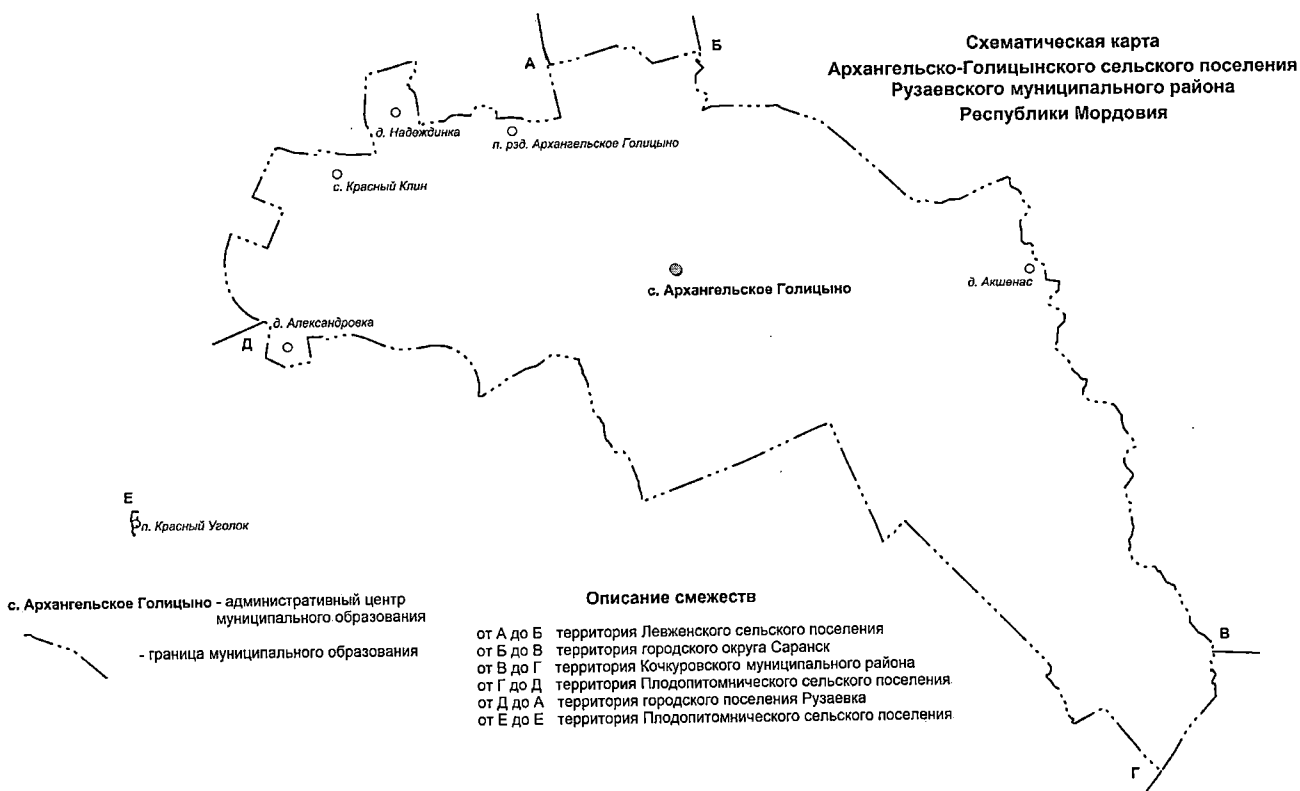 Схематическая карта
Архангельско-Голицынского сельского поселения
Рузаевского муниципального района
Республики Мордовия
А
Б
д. Надеждинка
п. рзд. Архангельское Голицыно
с. Красный Клин
с. Архангельское Голицыно
д. Акшенас
д. Александровка
Д
Е
п. Красный Уголок
В
Г
с. Архангельское Голицыно - административный центр
муниципального образования
- граница муниципального образования
Описание смежеств
от А до Б территория Левженского сельского поселения
от Б до В территория городского округа Саранск
от В до Г территория Кочкуровского муниципального района
от Г до Д территория Плодопитомнического сельского поселения
от Д до А территория городского поселения Рузаевка
от Е до Е территория Плодопитомнического сельского поселения